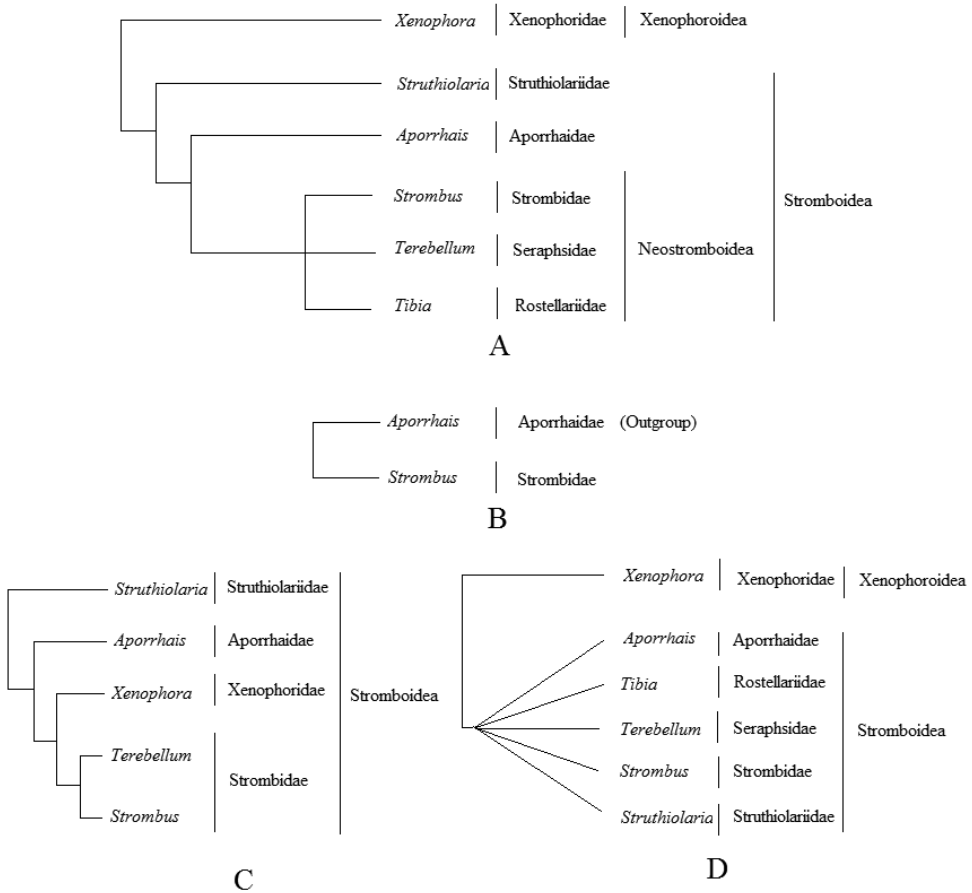 Xenophora Xenophoridae Xenophoroidea
Struthiolaria Struthiolariidae
Aporrhais Aporrhaidae
Strombus Strombidae
Stromboidea
Terebellum Seraphsidae Neostromboidea
Tibia Rostellariidae
A
Aporrhais Aporrhaidae (Outgroup)
Strombus Strombidae
B
Struthiolaria Struthiolariidae
Aporrhais Aporrhaidae
Xenophora Xenophoridae
Stromboidea
Terebellum
Strombidae
Strombus
C
Xenophora Xenophoridae Xenophoroidea
Aporrhais Aporrhaidae
Tibia Rostellariidae
Terebellum Seraphsidae
Stromboidea
Strombus Strombidae
Struthiolaria Struthiolariidae
D